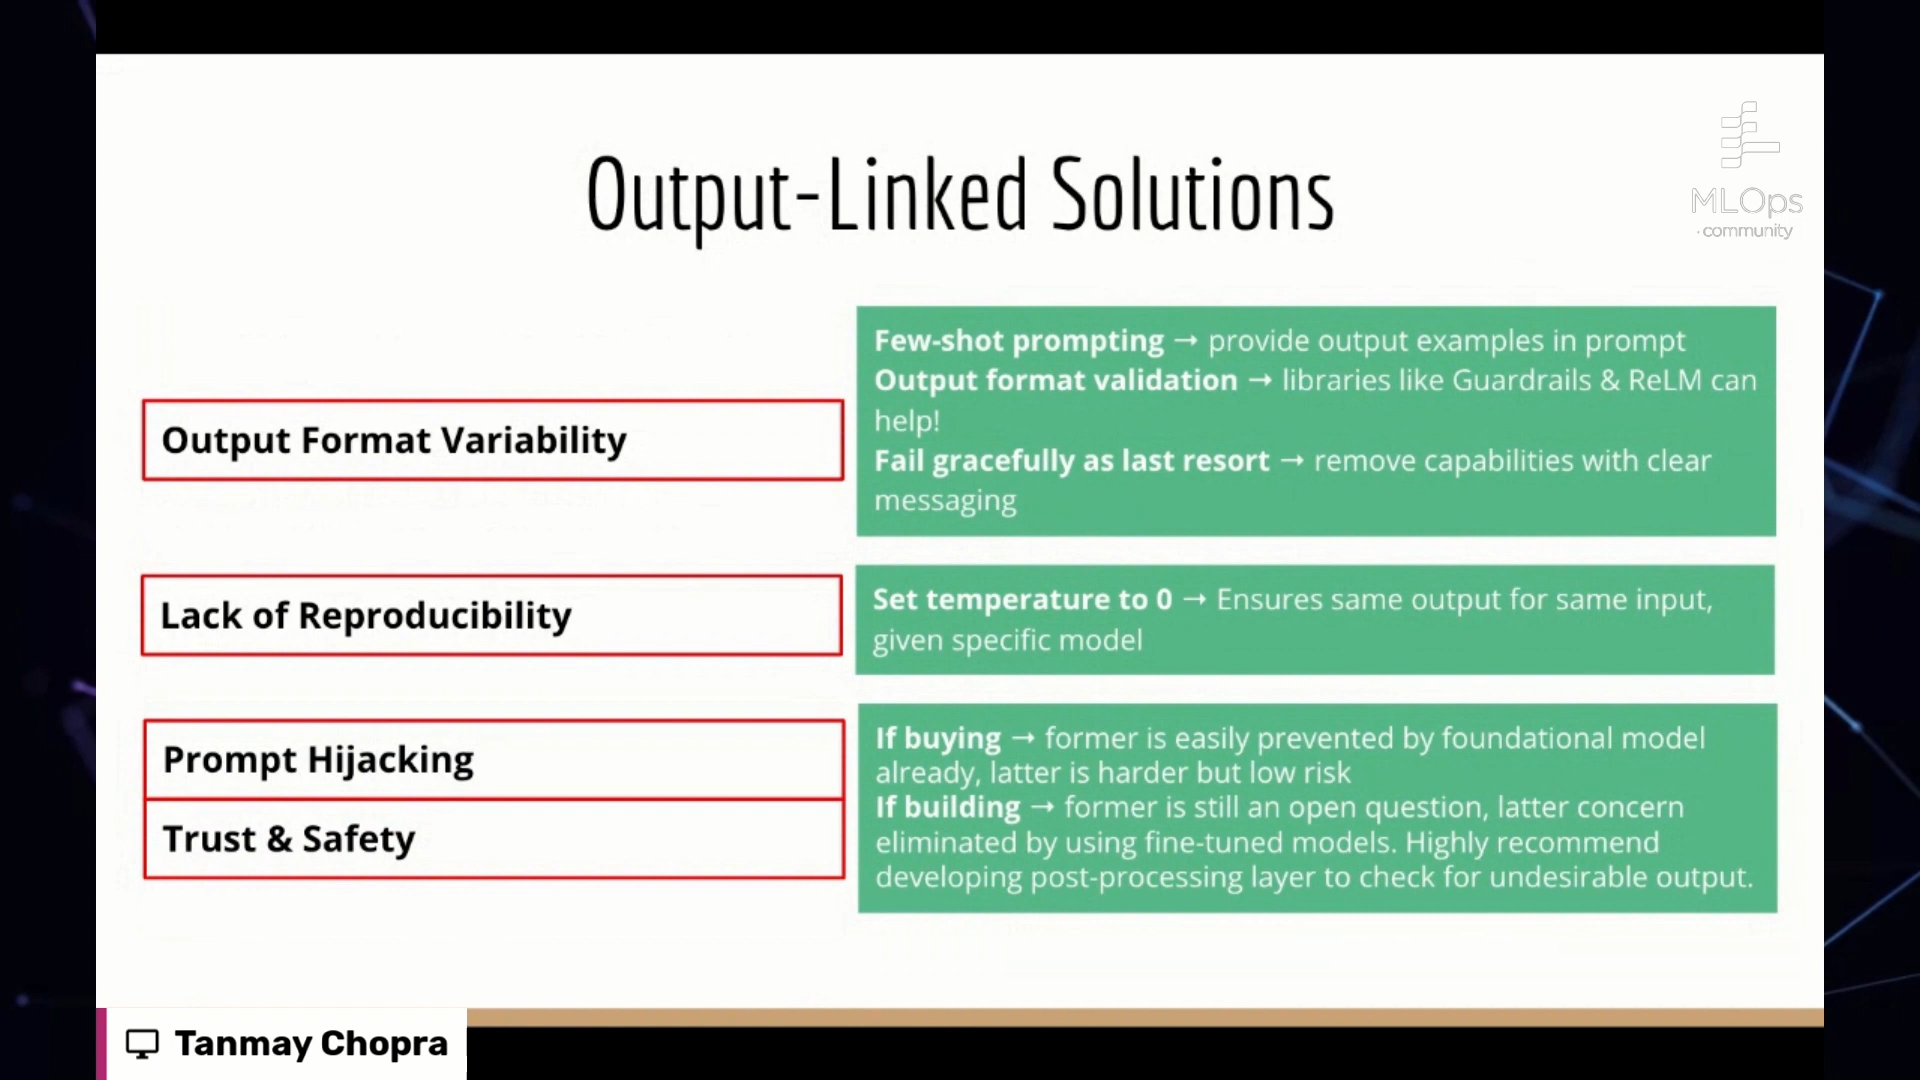 MLOps
community
Output-Linked Solutions
Output Format Variability
Few-shot prompting → provide output examples in prompt
Output format validation → libraries like Guardrails & ReLM can
help!
Fail gracefully as last resort → remove capabilities with clear
messaging
Lack of Reproducibility
Set temperature to 0 → Ensures same output for same input,
given specific model
Prompt Hijacking
Trust & Safety
If buying → former is easily prevented by foundational model
already, latter is harder but low risk
If building → former is still an open question, latter concern
eliminated by using fine-tuned models. Highly recommend
developing post-processing layer to check for undesirable output.
Tanmay Chopra